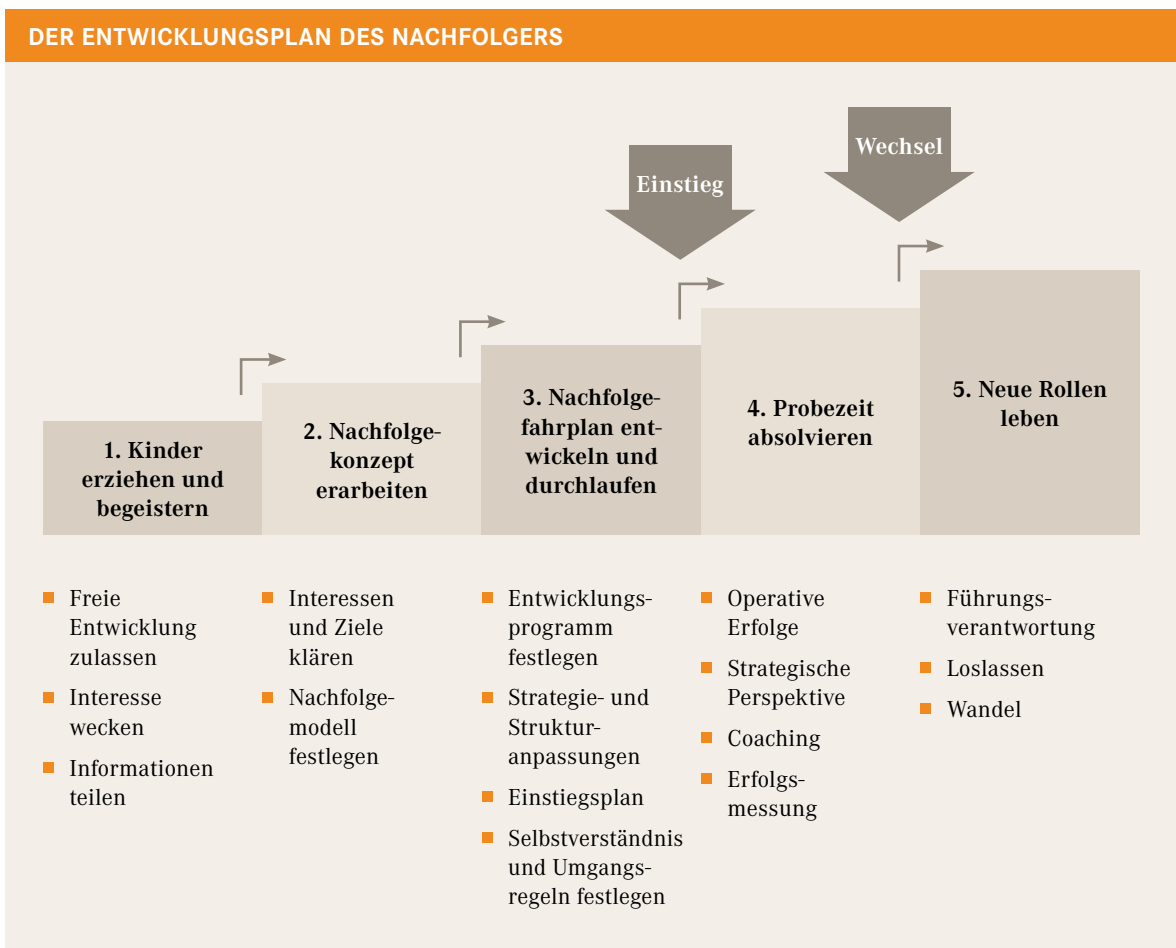 DER ENTWICKLUNGSPLAN DES NACHFOLGERS
Wechsel
Einstieg
1. Kinder
erziehen und
begeistern
2. Nachfolge-
konzept
erarbeiten
3. Nachfolge-
fahrplan ent-
wickeln und
durchlaufen
4. Probezeit
absolvieren
5. Neue Rollen
leben
Freie
Entwicklung
zulassen
Interesse
wecken
Informationen
teilen
Interessen
und Ziele
klären
Nachfolge-
modell
festlegen
Entwicklungs-
programm
festlegen
Strategie- und
Struktur-
anpassungen
Einstiegsplan
Selbstverständnis
und Umgangs-
regeln festlegen
Operative
Erfolge
Strategische
Perspektive
Coaching
Erfolgs-
messung
Führungs-
verantwortung
Loslassen
Wandel